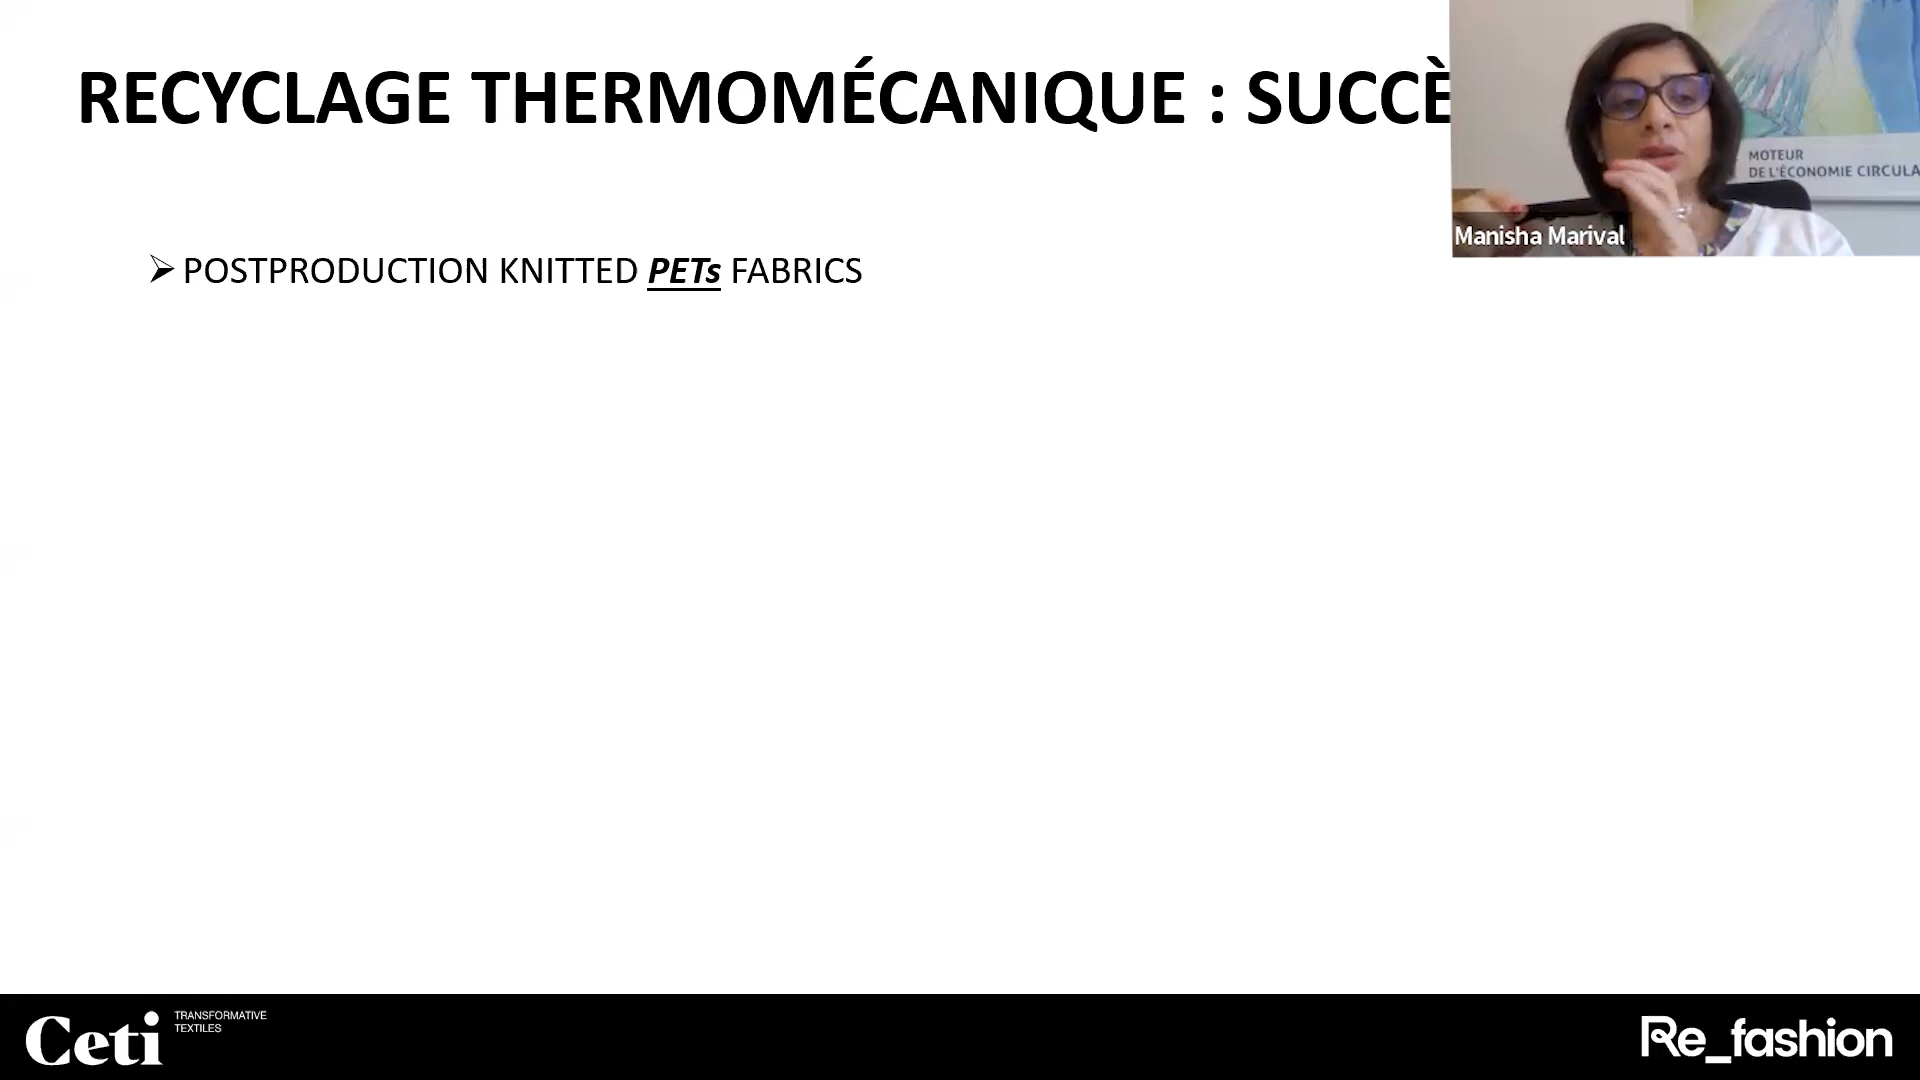 RECYCLAGE THERMOMÉCANIQUE : SUCCÈ
MOTEUR
DE L'ÉCONOMIE CIRCULA
Manisha Marival
➢ POSTPRODUCTION KNITTED PETs FABRICS
Ceti TRANSFORMATIVE
TEXTILES
Re_fashion